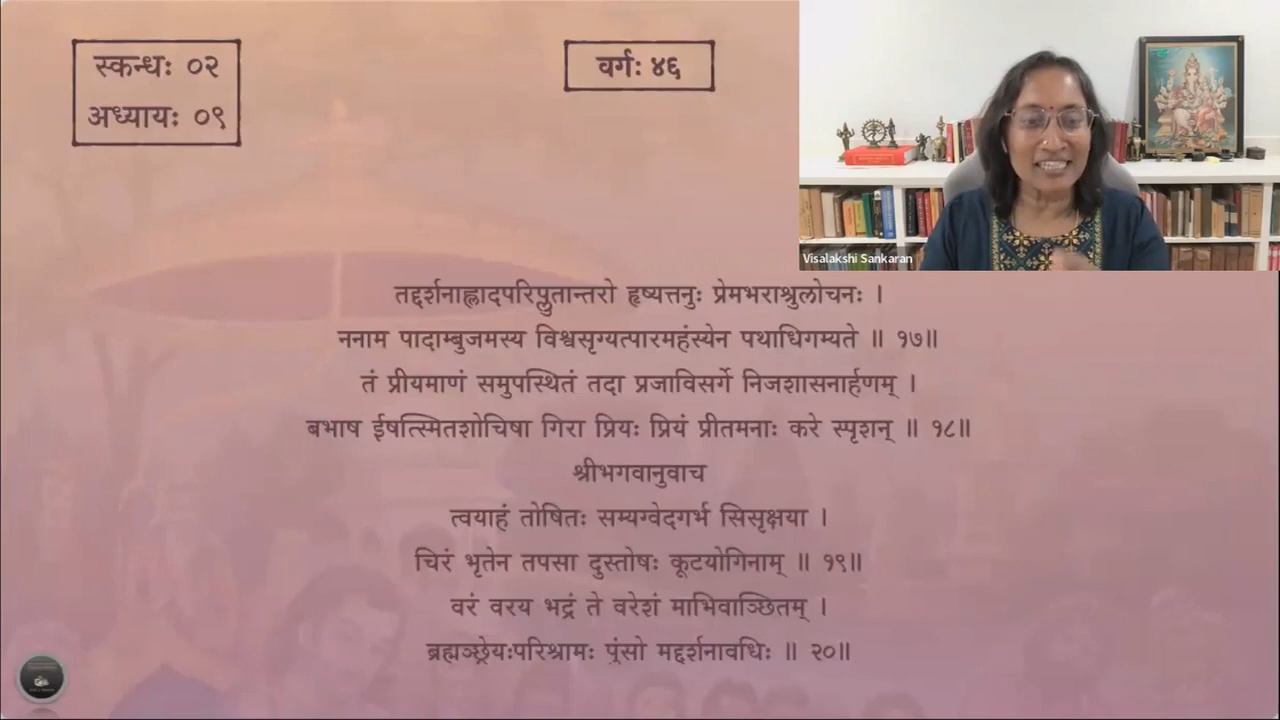 स्कन्धः ०२
अध्यायः ०९
वर्गः ४६
Visalakshi Sankaran
तद्दर्शनाह्लादपरिप्लुतान्तरो हृष्यत्तनुः प्रेमभराश्रुलोचनः ।
ननाम पादाम्बुजमस्य विश्वसृग्यत्पारमहंस्येन पथाधिगम्यते ॥ १७॥
तं प्रीयमाणं समुपस्थितं तदा प्रजाविसर्गे निजशासनार्हणम् ।
बभाष ईषत्स्मितशोचिषा गिरा प्रियः प्रियं प्रीतमनाः करे स्पृशन् ॥ १८॥
श्रीभगवानुवाच
त्वयाहं तोषितः सम्यग्वेदगर्भ सिसृक्षया ।
चिरं भृतेन तपसा दुस्तोषः कूटयोगिनाम् ॥ १९॥
वरं वरय भद्रं ते वरेशं माभिवाञ्छितम् ।
ब्रह्मञ्छ्रेयःपरिश्रामः पुंसो मद्दर्शनावधिः ॥ २०॥